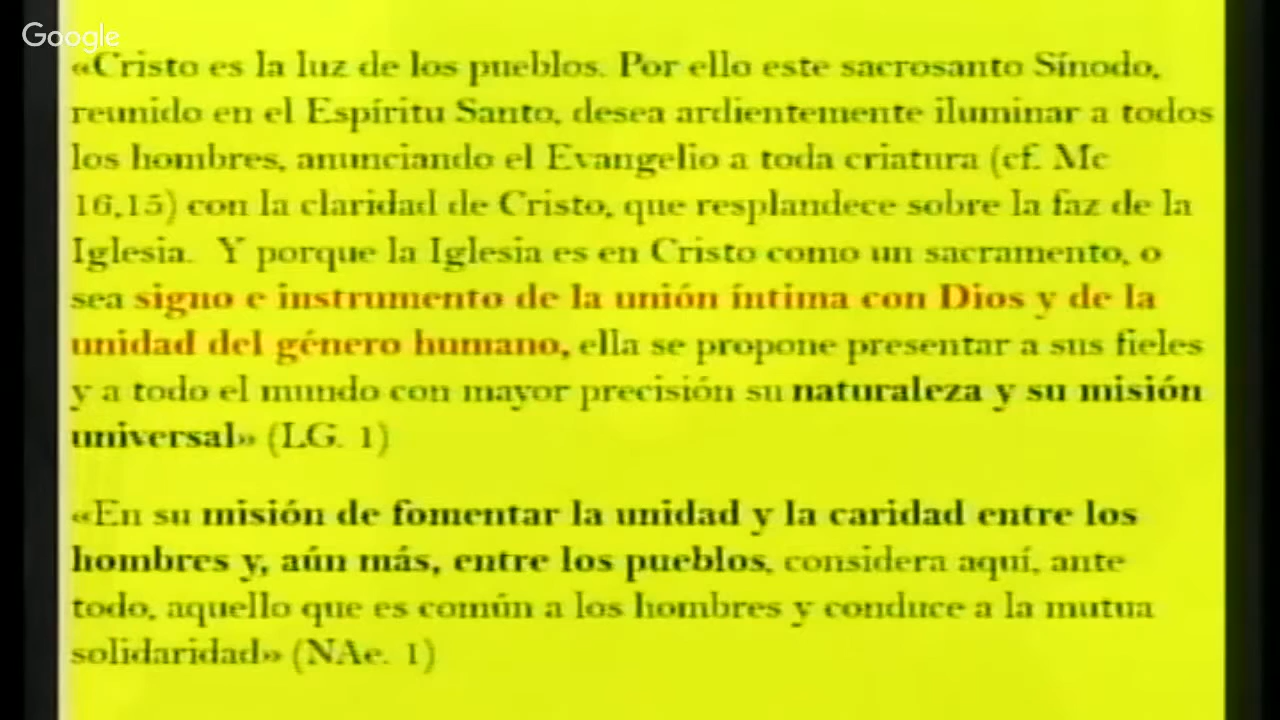 Google
«Cristo es la luz de los pueblos. Por ello este sacrosanto Sínodo,
reunido en el Espíritu Santo, desea ardientemente iluminar a todos
los hombres, anunciando el Evangelio a toda criatura (cf. Mc
16,15) con la claridad de Cristo, que resplandece sobre la faz de la
Iglesia. Y porque la Iglesia es en Cristo como un sacramento, o
sea signo e instrumento de la unión íntima con Dios y de la
unidad del género humano, ella se propone presentar a sus fieles
y a todo el mundo con mayor precisión su naturaleza y su misión
universal» (LG. 1)
«En su misión de fomentar la unidad y la caridad entre los
hombres y, aún más, entre los pueblos, considera aquí, ante
todo, aquello que es común a los hombres y conduce a la mutua
solidaridad» (NAe. 1)